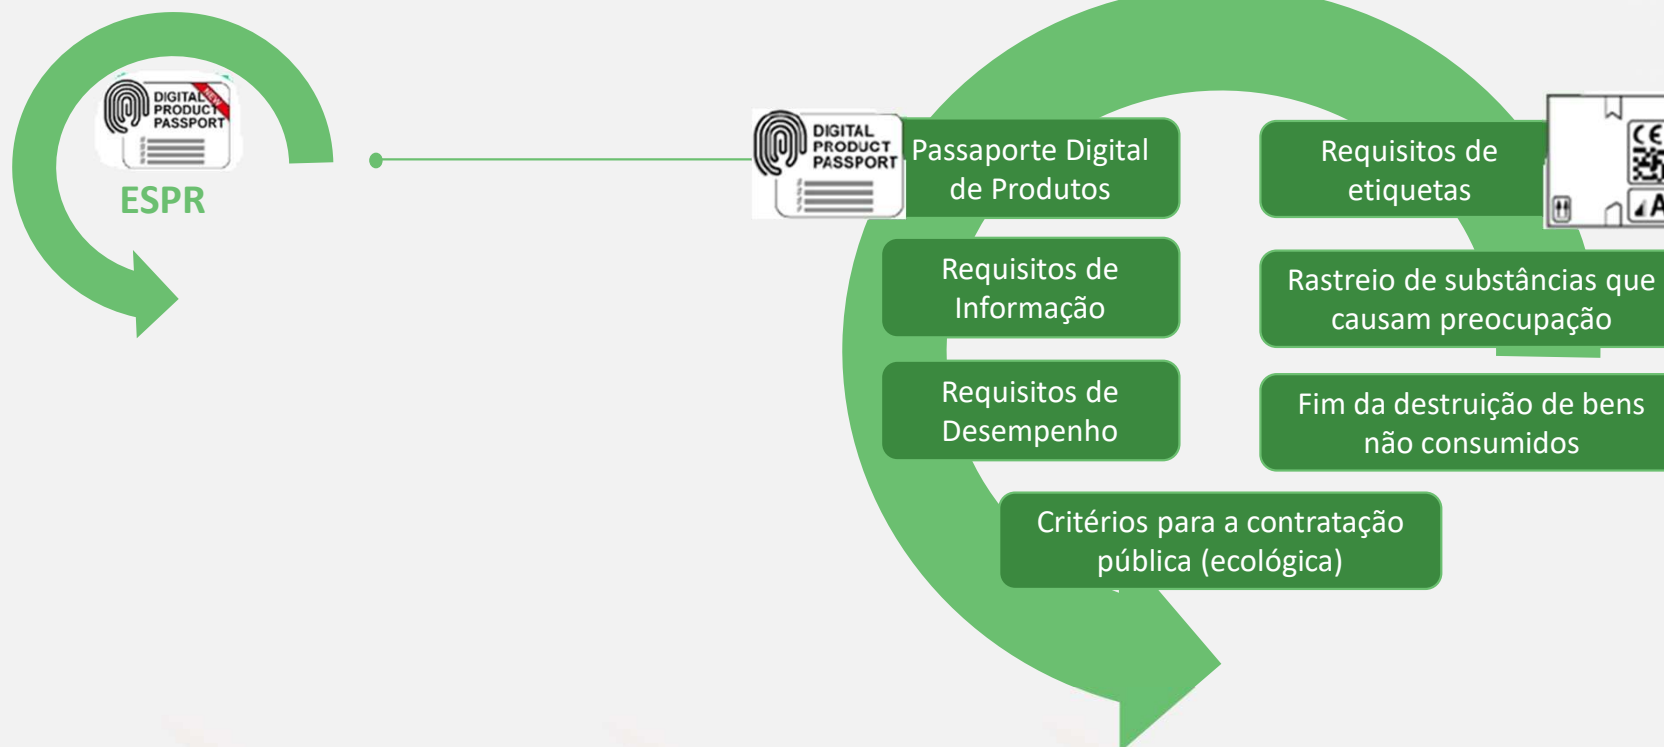 DIGITAL
PRODUCT
PASSPORT
NEW
ESPR
DIGITAL
PRODUCT
PASSPORT
Passaporte Digital
de Produtos
Requisitos de
etiquetas
CE
A
Requisitos de
Informação
Rastreio de substâncias que
causam preocupação
Requisitos de
Desempenho
Fim da destruição de bens
não consumidos
Critérios para a contratação
pública (ecológica)